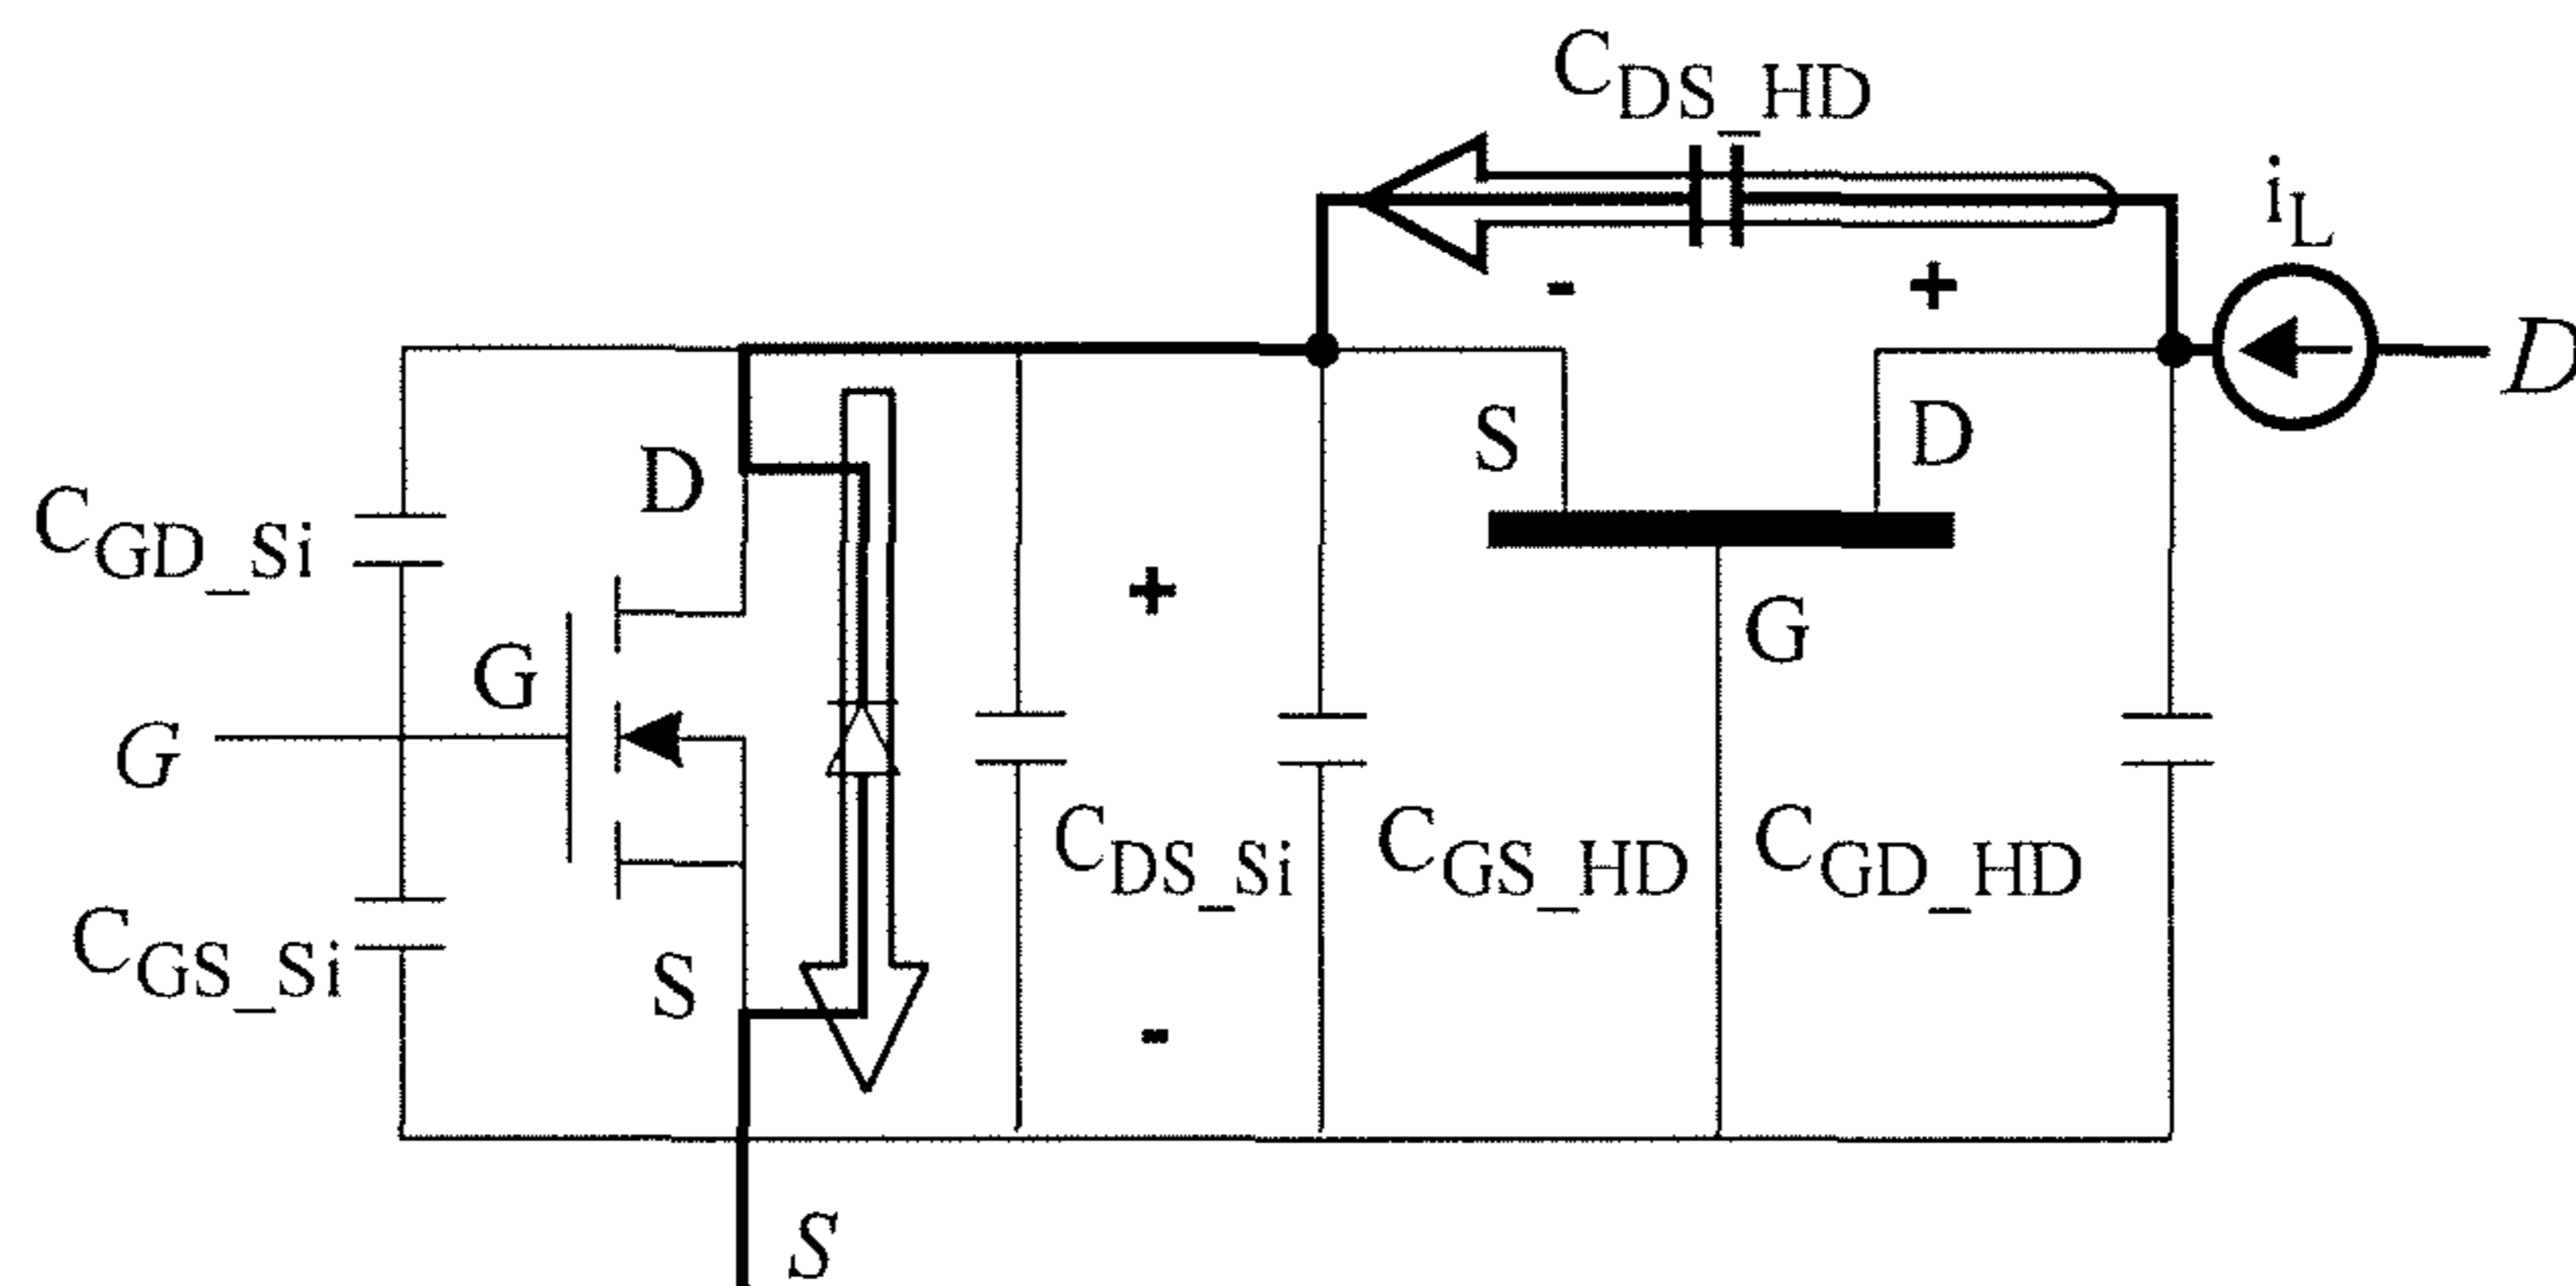 C_DS_HD
i_L
- +
D
S D
D
C_GD_Si
+
G
G
G
C_DS_Si C_GS_HD C_GD_HD
C_GS_Si
S
-
S